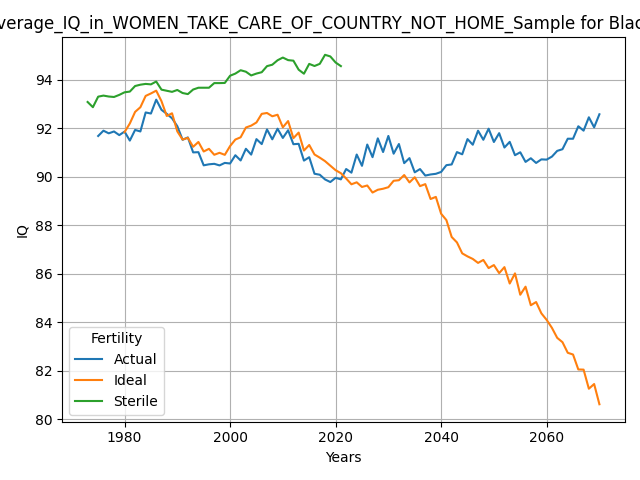 verage_IQ_in_WOMEN_TAKE_CARE_OF_COUNTRY_NOT_HOME_Sample for Blac
IQ
94
92
90
88
86
84
82
80
Fertility
Actual
Ideal
Sterile
1980 2000 2020 2040 2060
Years